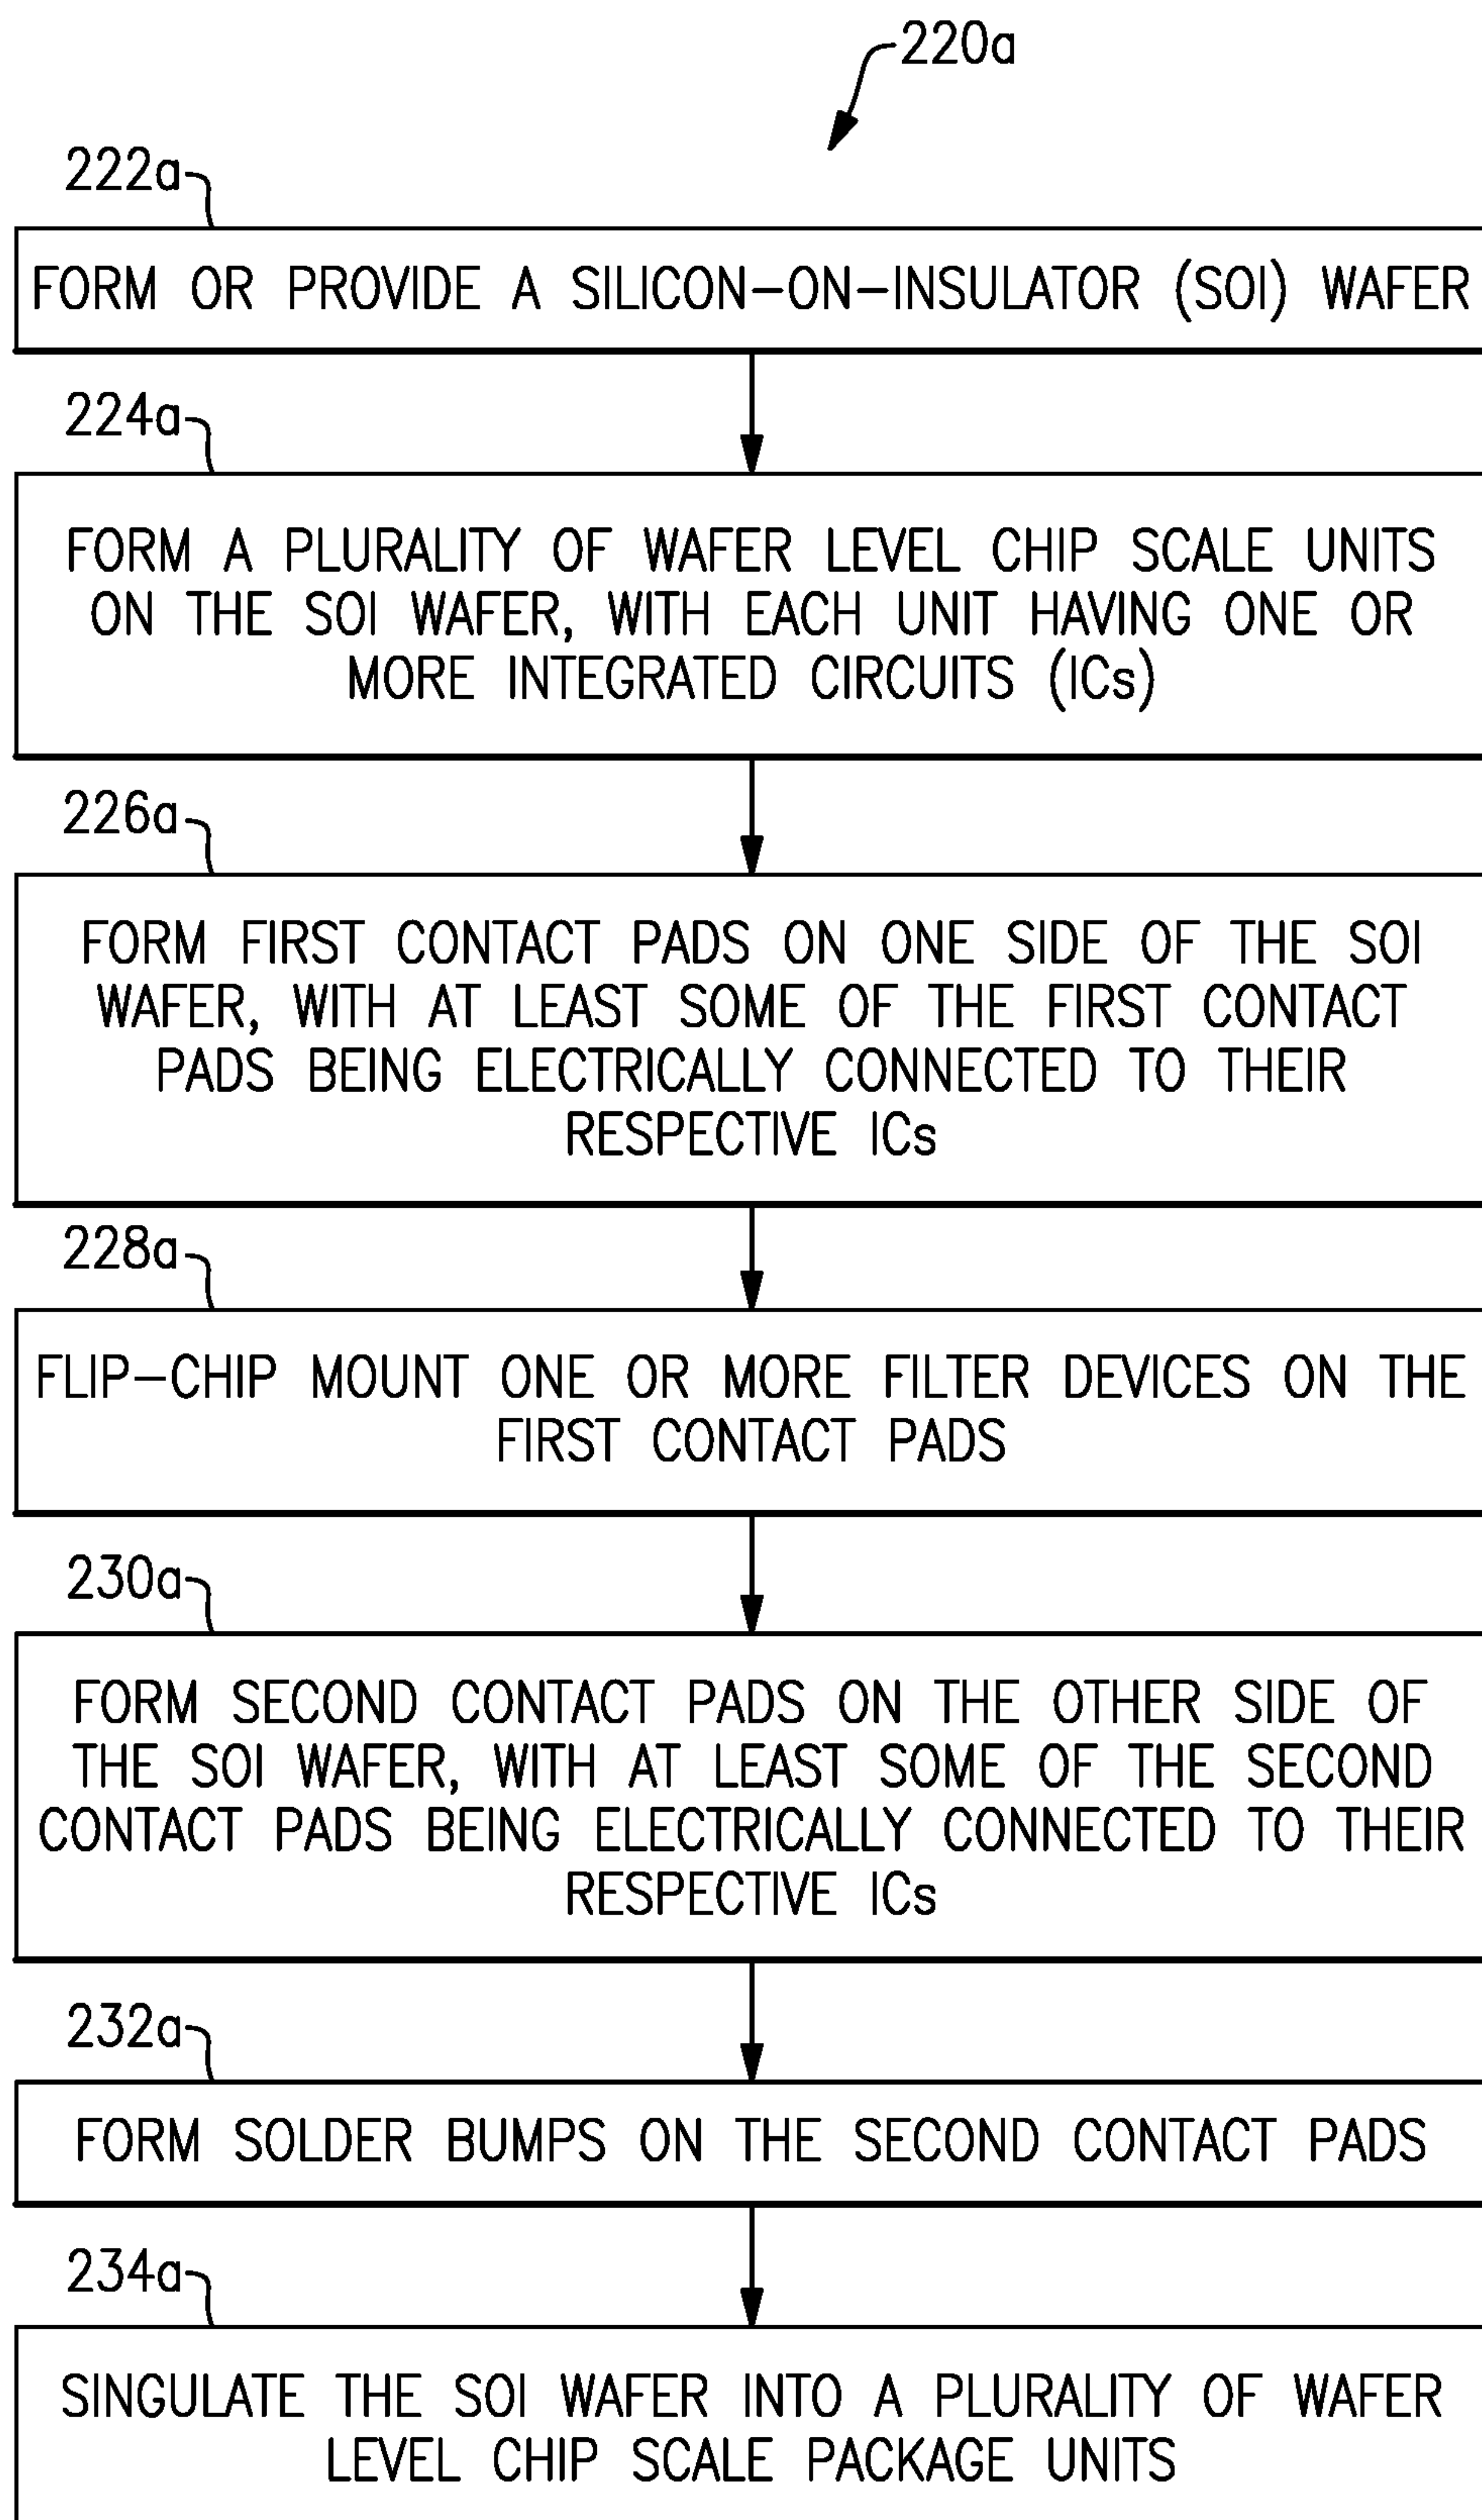 220a
222a
FORM OR PROVIDE A SILICON-ON-INSULATOR (SOI) WAFER
224a
FORM A PLURALITY OF WAFER LEVEL CHIP SCALE UNITS
ON THE SOI WAFER, WITH EACH UNIT HAVING ONE OR
MORE INTEGRATED CIRCUITS (ICs)
226a
FORM FIRST CONTACT PADS ON ONE SIDE OF THE SOI
WAFER, WITH AT LEAST SOME OF THE FIRST CONTACT
PADS BEING ELECTRICALLY CONNECTED TO THEIR
RESPECTIVE ICs
228a
FLIP-CHIP MOUNT ONE OR MORE FILTER DEVICES ON THE
FIRST CONTACT PADS
230a
FORM SECOND CONTACT PADS ON THE OTHER SIDE OF
THE SOI WAFER, WITH AT LEAST SOME OF THE SECOND
CONTACT PADS BEING ELECTRICALLY CONNECTED TO THEIR
RESPECTIVE ICs
232a
FORM SOLDER BUMPS ON THE SECOND CONTACT PADS
234a
SINGULATE THE SOI WAFER INTO A PLURALITY OF WAFER
LEVEL CHIP SCALE PACKAGE UNITS